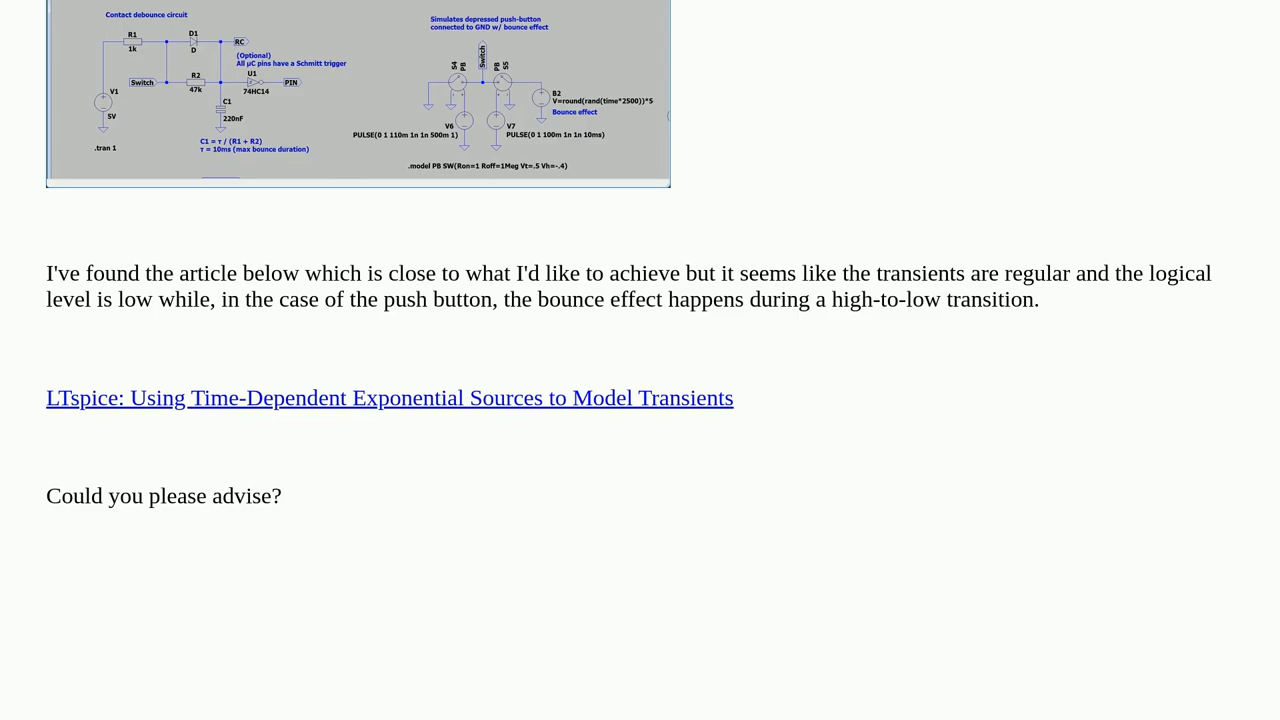 Contact debounce circuit
Simulates depressed push-button
connected to GND w/ bounce effect
R1
1k
D1
D
RC
(Optional)
All µC pins have a Schmitt trigger
Switch
R2
47k
U1
74HC14
PIN
V1
5V
C1
220nF
C1 = τ / (R1 + R2)
τ = 10ms (max bounce duration)
.tran 1
Switch
S4
PB
PB
S5
B2
V=round(rand(time*2500))*5
Bounce effect
V6
PULSE(0 1 110m 1n 1n 500m 1)
V7
PULSE(0 1 100m 1n 1n 10ms)
.model PB SW(Ron=1 Roff=1Meg Vt=.5 Vh=-.4)
I've found the article below which is close to what I'd like to achieve but it seems like the transients are regular and the logical
level is low while, in the case of the push button, the bounce effect happens during a high-to-low transition.
LTspice: Using Time-Dependent Exponential Sources to Model Transients
Could you please advise?